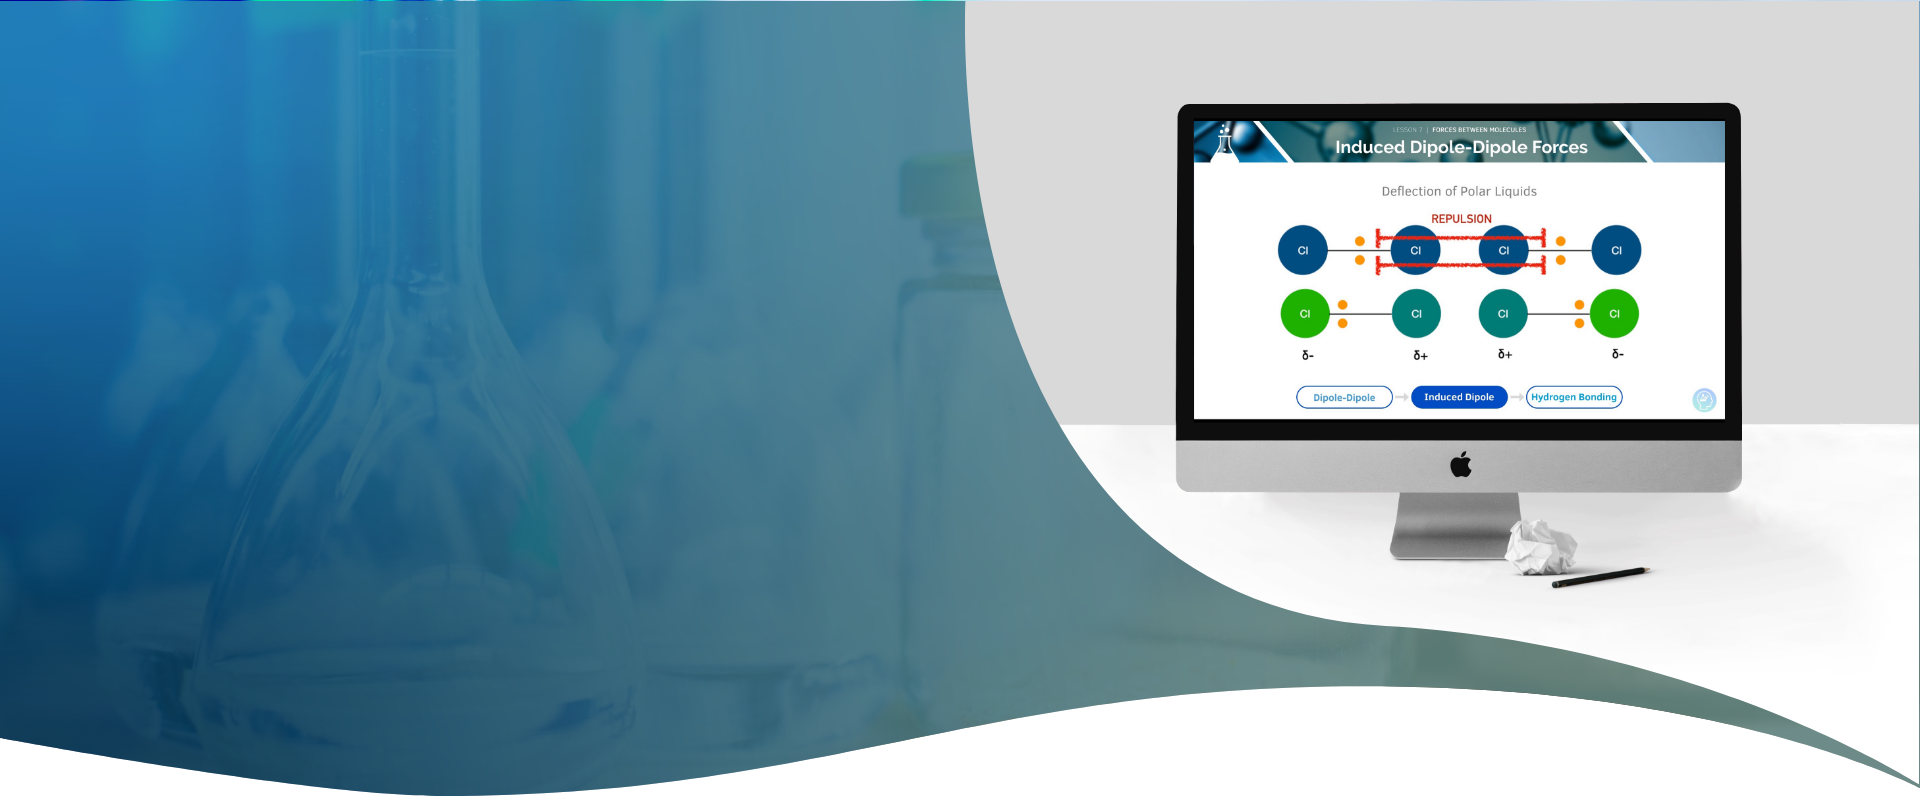 LESSON 7 | FORCES BETWEEN MOLECULES
Induced Dipole-Dipole Forces
Deflection of Polar Liquids
REPULSION
Cl Cl Cl Cl
Cl Cl Cl Cl
δ- δ+ δ+ δ-
Dipole-Dipole Induced Dipole Hydrogen Bonding